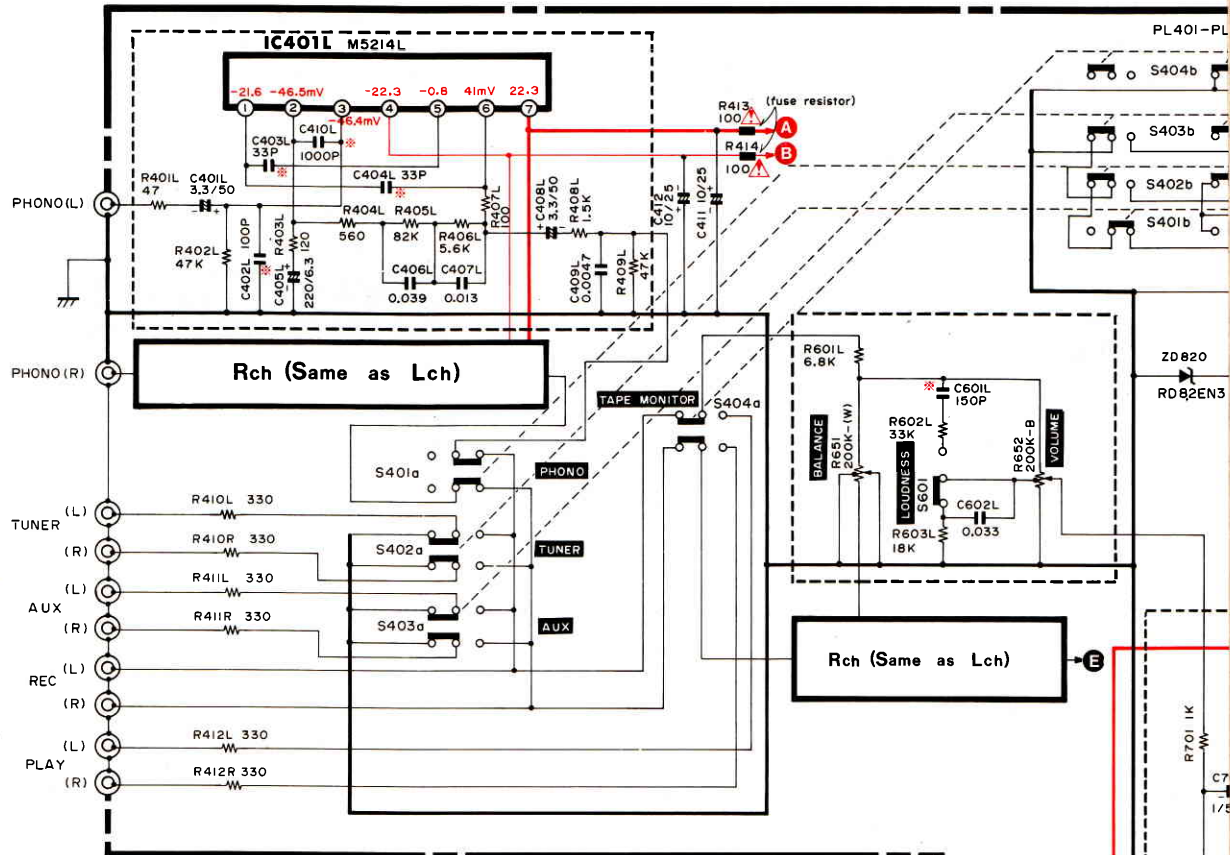 PL401-PL
IC401L M5214L
S404b
-21.6 -46.5mV -22.3 -0.8 41mV 22.3
1 2 3 4 5 6 7
-46.4mV
R413
100
(fuse resistor)
A
R414
100
B
S403b
S402b
S401b
C403L
33P
※
C410L
※
1000P
C404L 33P
※
R401L
47
C401L
3.3/50
- +
PHONO(L)
R402L
47K
C402L 100P
※
R403L
120
C405L
220/6.3
- +
R404L
560
R405L
82K
R406L
5.6K
R407L
100
C406L
0.039
C407L
0.013
C408L
3.3/50
+ -
R408L
1.5K
C409L
0.0047
R409L
47K
C412
10/25
- +
C411 10/25
- +
PHONO(R)
Rch (Same as Lch)
TAPE MONITOR
S404a
R601L
6.8K
※
C601L
150P
R602L
33K
BALANCE
R651
200K-(W)
LOUDNESS
S601
R652
200K-B
VOLUME
C602L
0.033
R603L
18K
ZD820
RD8.2EN3
S401a
PHONO
TUNER
(L)
(R)
R410L 330
R410R 330
S402a
TUNER
AUX
(L)
(R)
R411L 330
R411R 330
S403a
AUX
REC
(L)
(R)
Rch (Same as Lch)
E
PLAY
(L)
(R)
R412L 330
R412R 330
R701 1K
C7
-
1/5